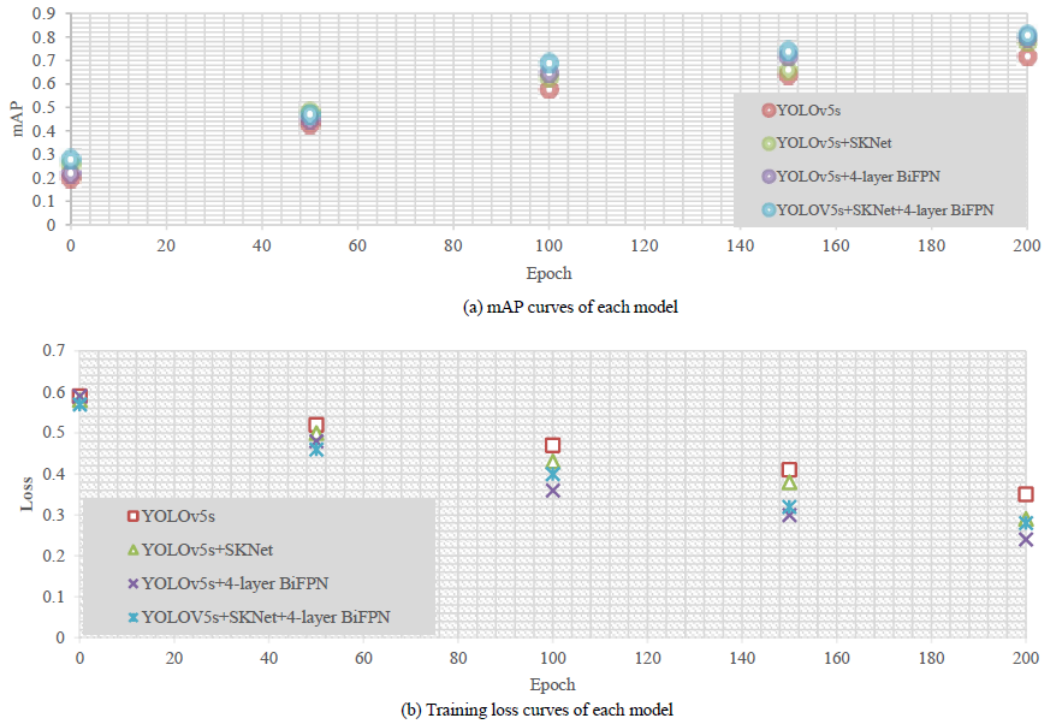 0.9
0.8
0.7
0.6
0.5
0.4
0.3
0.2
0.1
0
mAP
YOLOv5s
YOLOv5s+SKNet
YOLOv5s+4-layer BiFPN
YOLOV5s+SKNet+4-layer BiFPN
0 20 40 60 80 100 120 140 160 180 200
Epoch
(a) mAP curves of each model
0.7
0.6
0.5
0.4
0.3
0.2
0.1
0
Loss
YOLOv5s
YOLOv5s+SKNet
YOLOv5s+4-layer BiFPN
YOLOV5s+SKNet+4-layer BiFPN
0 20 40 60 80 100 120 140 160 180 200
Epoch
(b) Training loss curves of each model